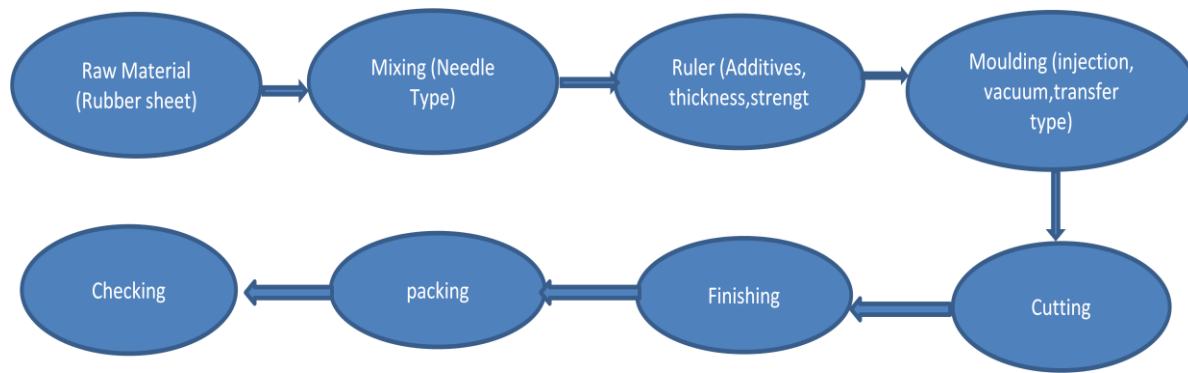 Raw Material
(Rubber sheet)
Mixing (Needle
Type)
Ruler (Additives,
thickness,strengt
Moulding (injection,
vacuum,transfer
type)
Checking
packing
Finishing
Cutting